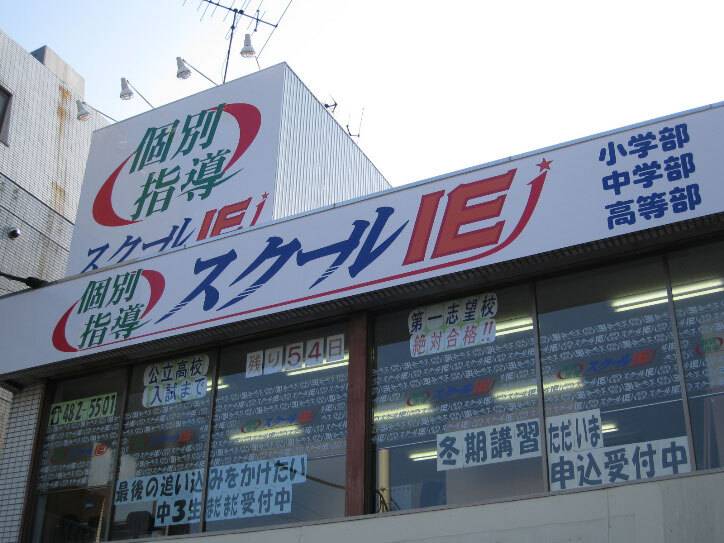 個別
指導
スクールIE
個別
指導
スクールIE
小学部
中学部
高等部
第一志望校
絶対合格!!
公立高校
入試まで
残り54日
482-5501
冬期講習
ただいま
申込受付中
最後の追い込みをかけたい
中3生まだまだ受付中